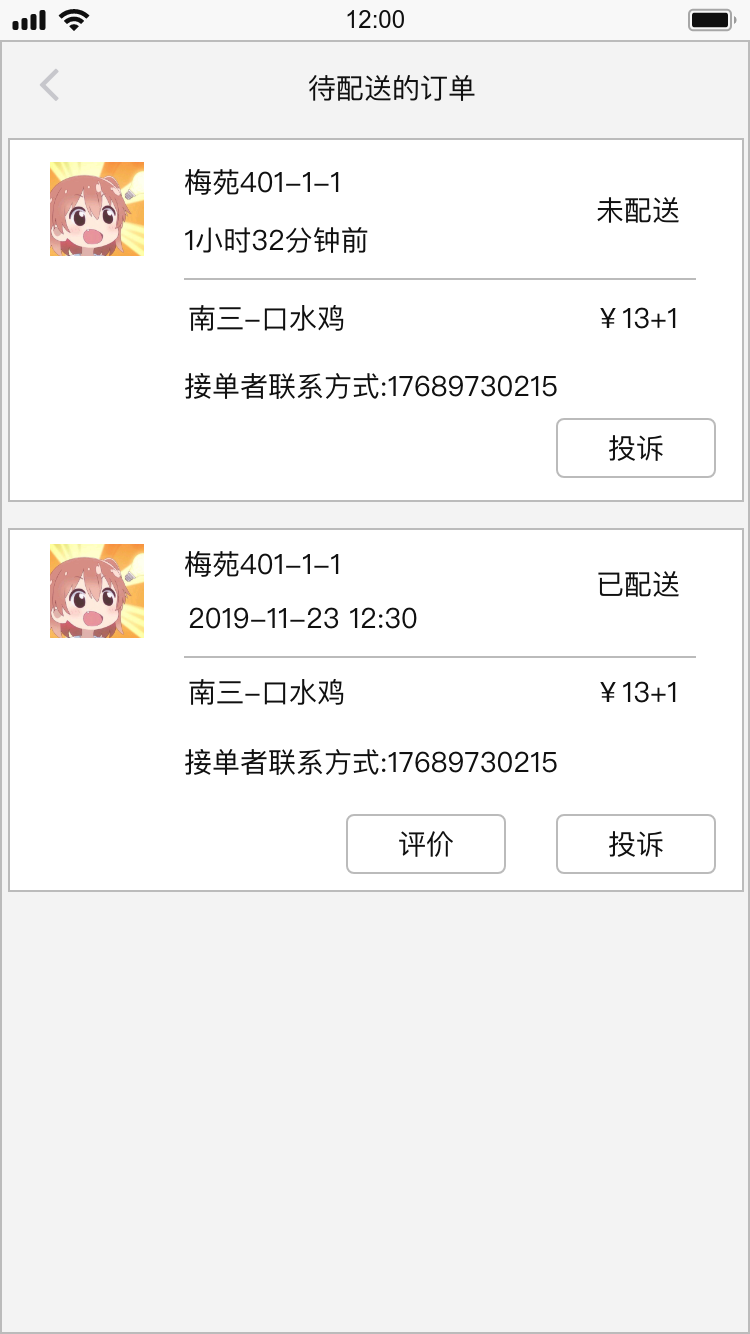 12:00
待配送的订单
梅苑401-1-1
未配送
1小时32分钟前
南三-口水鸡
￥13+1
接单者联系方式:17689730215
投诉
梅苑401-1-1
已配送
2019-11-23 12:30
南三-口水鸡
￥13+1
接单者联系方式:17689730215
评价
投诉